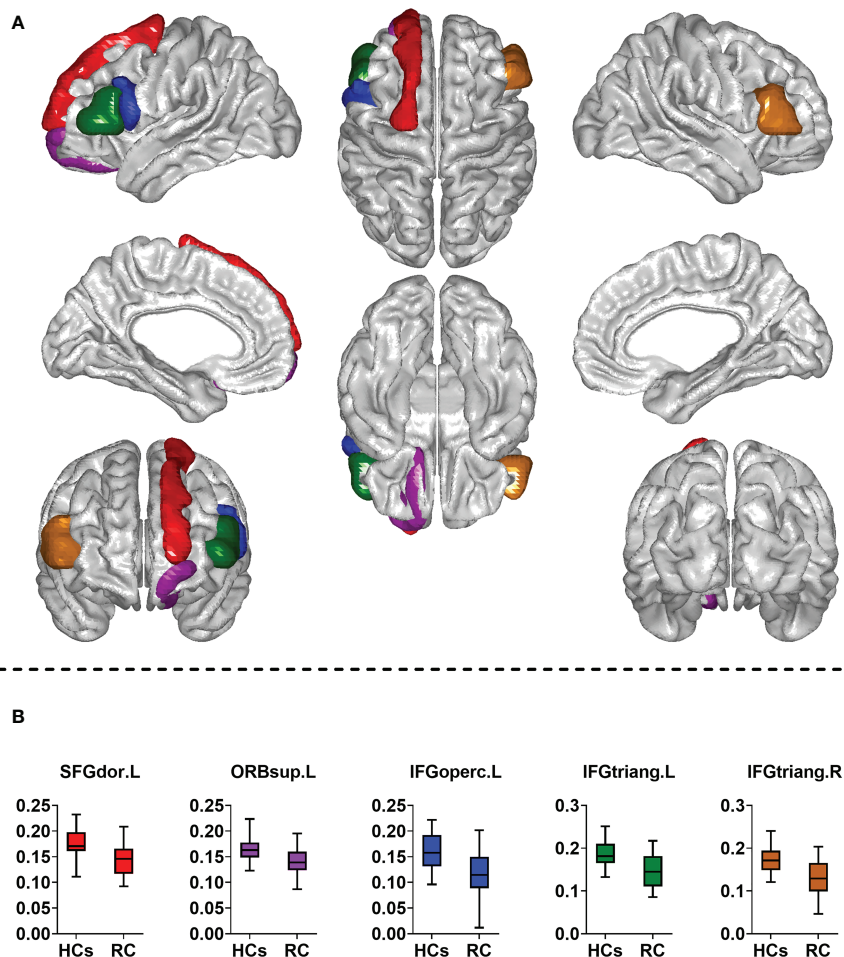 A
B
SFGdor.L ORBsup.L IFGoperc.L IFGtriang.L IFGtriang.R
0.25 0.25 0.25 0.3 0.3
0.20 0.20 0.20
0.2 0.2
0.15 0.15 0.15
0.10 0.10 0.10
0.1 0.1
0.05 0.05 0.05
0.00 0.00 0.00 0.0 0.0
HCs RC HCs RC HCs RC HCs RC HCs RC